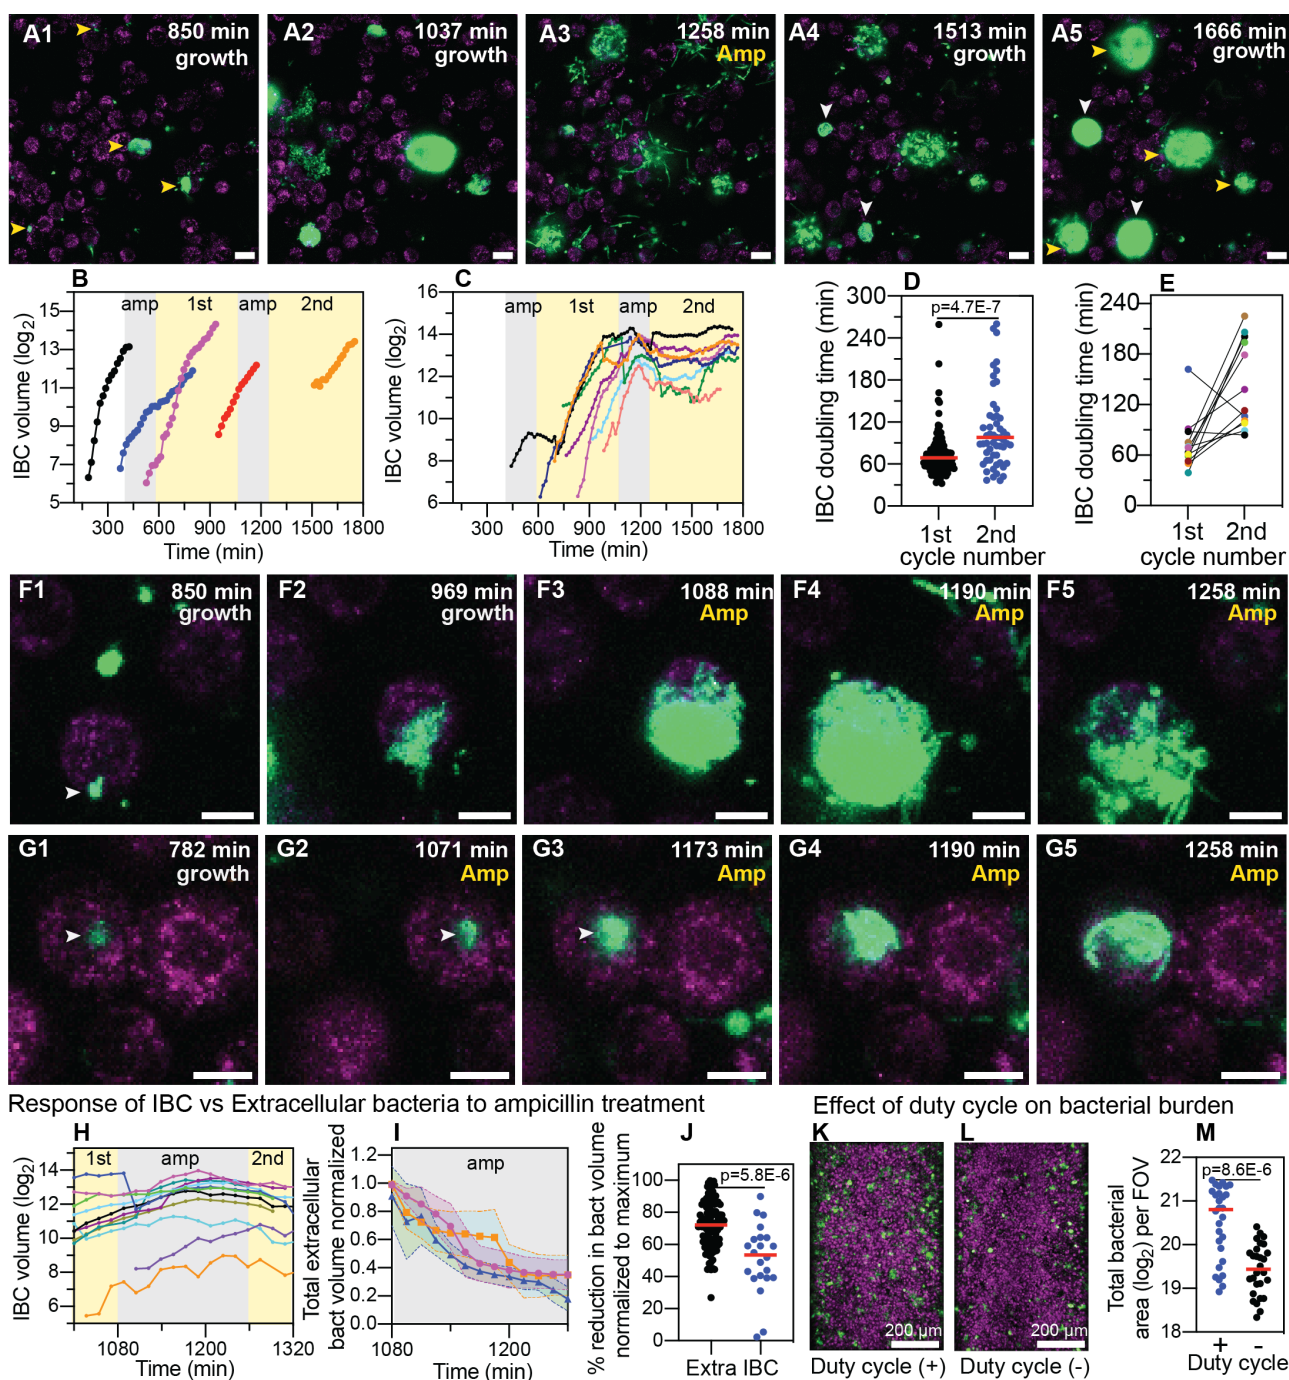 A1 850 min growth
A2 1037 min growth
A3 1258 min Amp
A4 1513 min growth
A5 1666 min growth
B
amp 1st amp 2nd
IBC volume (log2)
15
13
11
9
7
5
300 600 900 1200 1500 1800
Time (min)
C
amp 1st amp 2nd
IBC volume (log2)
16
14
12
10
8
6
300 600 900 1200 1500 1800
Time (min)
D
p=4.7E-7
IBC doubling time (min)
300
240
180
120
60
0
1st 2nd
cycle number
E
IBC doubling time (min)
240
180
120
60
0
1st 2nd
cycle number
F1 850 min growth
F2 969 min growth
F3 1088 min Amp
F4 1190 min Amp
F5 1258 min Amp
G1 782 min growth
G2 1071 min Amp
G3 1173 min Amp
G4 1190 min Amp
G5 1258 min Amp
Response of IBC vs Extracellular bacteria to ampicillin treatment
Effect of duty cycle on bacterial burden
H
1st amp 2nd
IBC volume (log2)
14
12
10
8
6
1080 1200 1320
Time (min)
I
amp
Total extracellular
bact volume normalized
1.2
1.0
0.8
0.6
0.4
0.2
0.0
1080 1200
Time (min)
J
p=5.8E-6
% reduction in bact volume
normalized to maximum
100
80
60
40
20
0
Extra IBC
K
200 µm
Duty cycle (+)
L
200 µm
Duty cycle (-)
M
p=8.6E-6
Total bacterial
area (log2) per FOV
22
21
20
19
18
+ -
Duty cycle